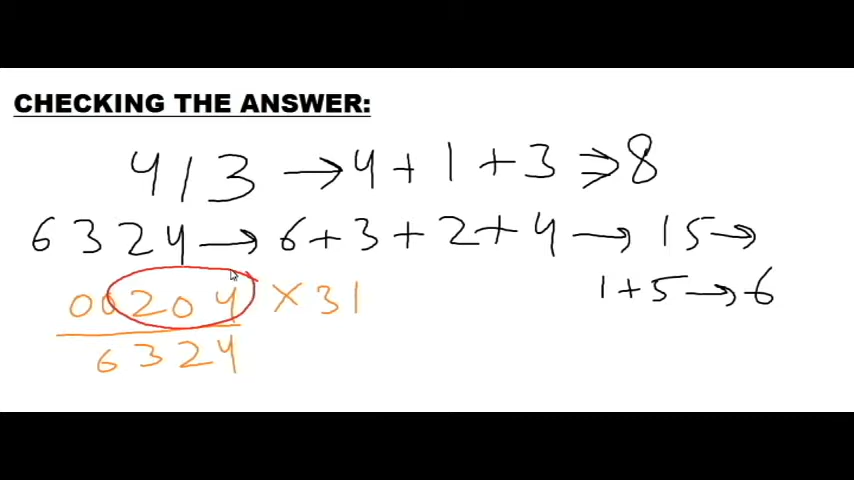 CHECKING THE ANSWER:
413 → 4 + 1 + 3 ⇒ 8
6324 → 6 + 3 + 2 + 4 → 15 →
1 + 5 → 6
00204 × 31
6324